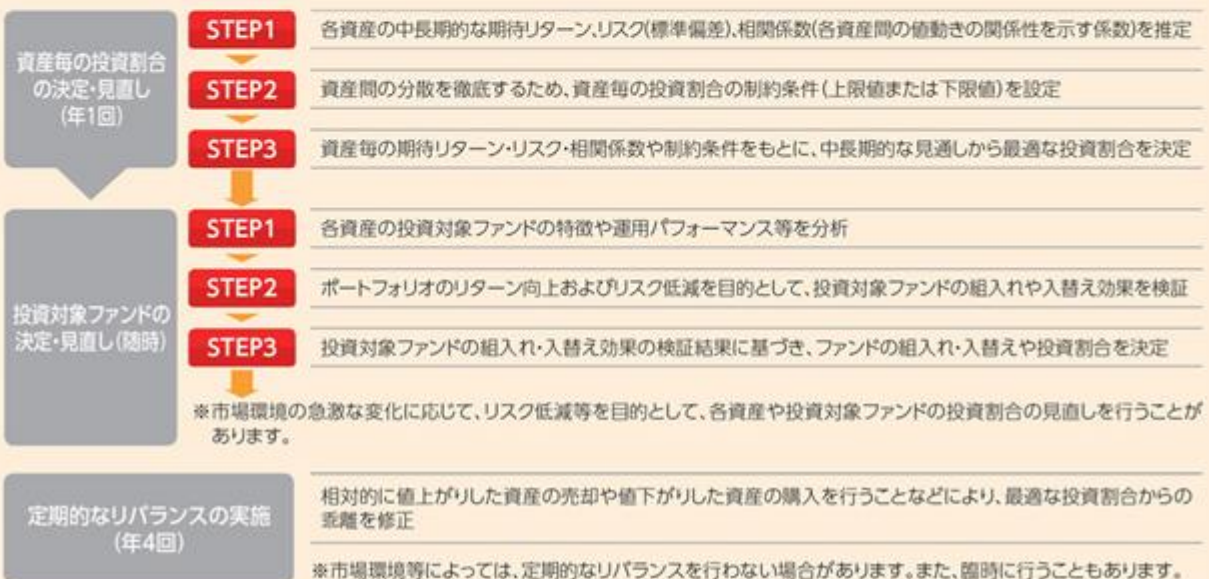 資産毎の投資割合
の決定・見直し
(年1回)
STEP1
各資産の中長期的な期待リターン、リスク(標準偏差)、相関係数(各資産間の値動きの関係性を示す係数)を推定
STEP2
資産間の分散を徹底するため、資産毎の投資割合の制約条件(上限値または下限値)を設定
STEP3
資産毎の期待リターン・リスク・相関係数や制約条件をもとに、中長期的な見通しから最適な投資割合を決定
投資対象ファンドの
決定・見直し(随時)
STEP1
各資産の投資対象ファンドの特徴や運用パフォーマンス等を分析
STEP2
ポートフォリオのリターン向上およびリスク低減を目的として、投資対象ファンドの組入れや入替え効果を検証
STEP3
投資対象ファンドの組入れ・入替え効果の検証結果に基づき、ファンドの組入れ・入替えや投資割合を決定
※市場環境の急激な変化に応じて、リスク低減等を目的として、各資産や投資対象ファンドの投資割合の見直しを行うことが
あります。
定期的なリバランスの実施
(年4回)
相対的に値上がりした資産の売却や値下がりした資産の購入を行うことなどにより、最適な投資割合からの
乖離を修正
※市場環境等によっては、定期的なリバランスを行わない場合があります。また、臨時に行うこともあります。